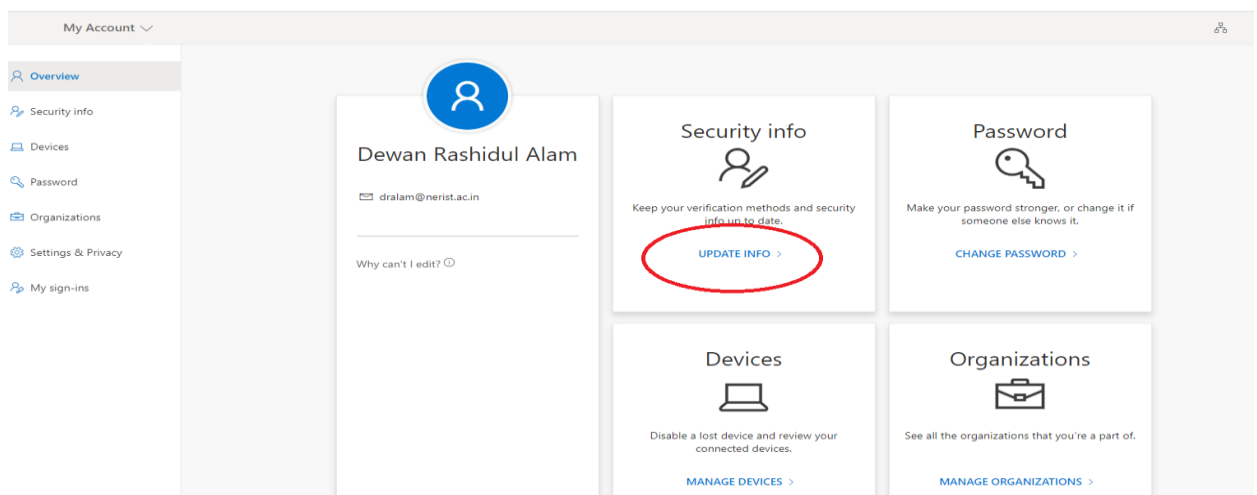 My Account
Overview
Security info
Devices
Password
Organizations
Settings & Privacy
My sign-ins
Dewan Rashidul Alam
dralam@nerist.ac.in
Why can't I edit?
Security info
Keep your verification methods and security
info up to date.
UPDATE INFO >
Password
Make your password stronger, or change it if
someone else knows it.
CHANGE PASSWORD >
Devices
Disable a lost device and review your
connected devices.
MANAGE DEVICES >
Organizations
See all the organizations that you're a part of.
MANAGE ORGANIZATIONS >